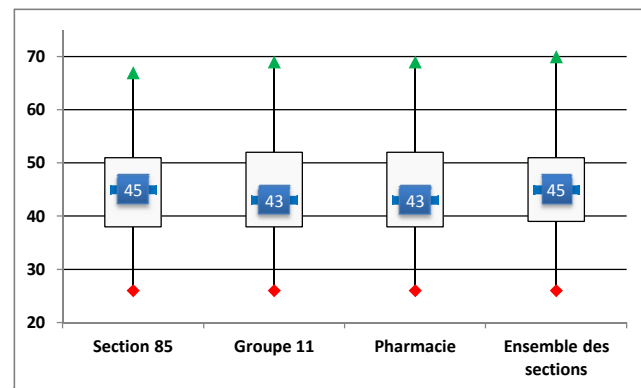 70
60
50
40
30
20
45
43
43
45
Section 85
Groupe 11
Pharmacie
Ensemble des
sections